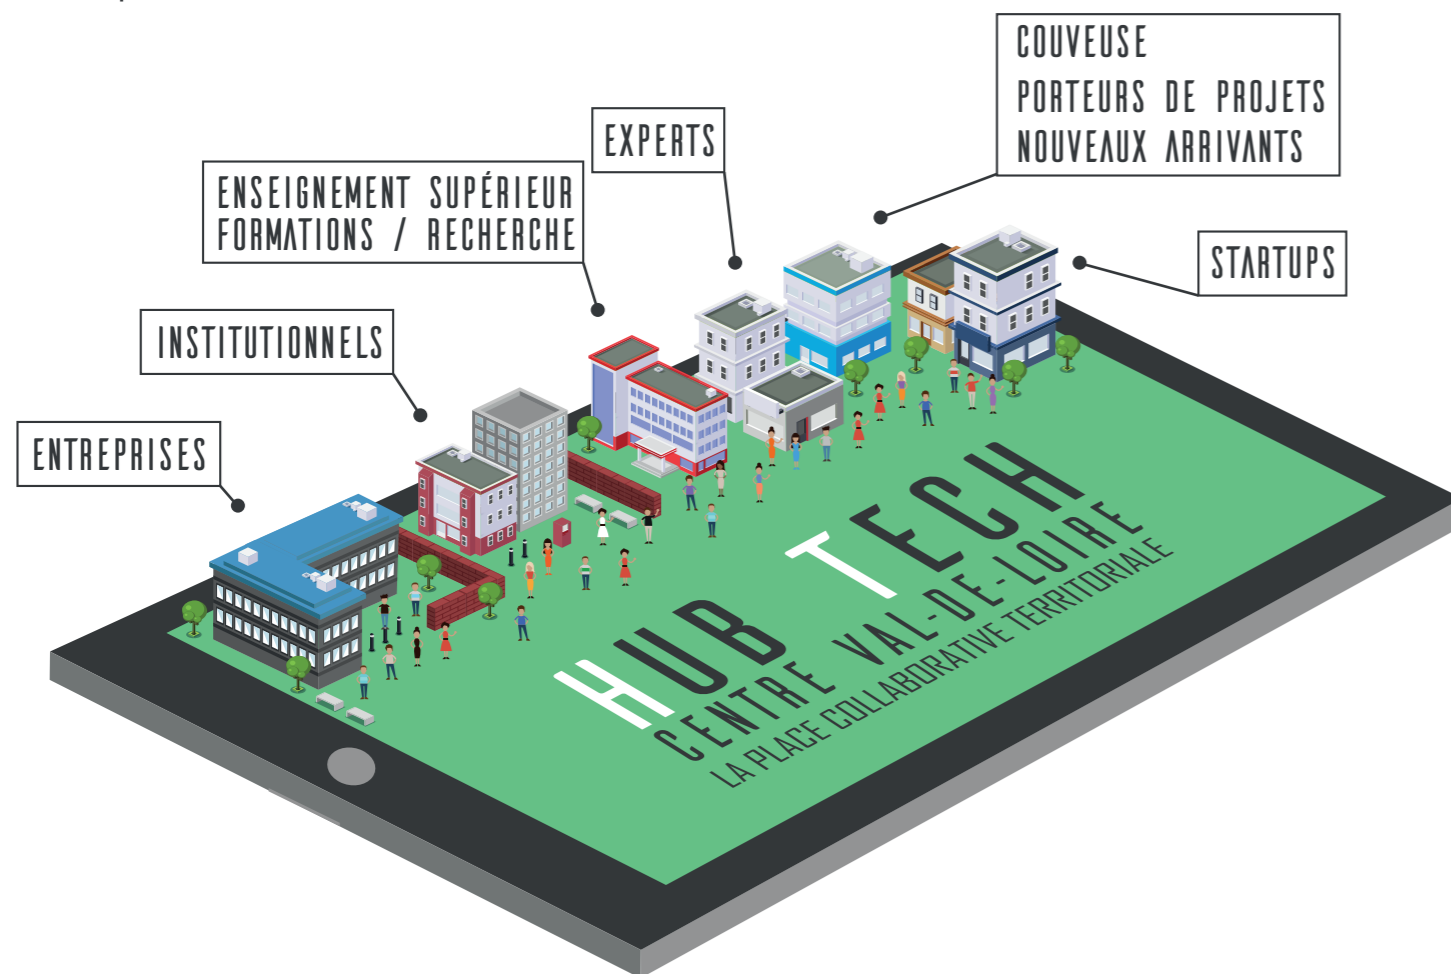 COUVEUSE
PORTEURS DE PROJETS
NOUVEAUX ARRIVANTS
EXPERTS
ENSEIGNEMENT SUPÉRIEUR
FORMATIONS / RECHERCHE
STARTUPS
INSTITUTIONNELS
ENTREPRISES
HUB TECH
CENTRE VAL-DE-LOIRE
LA PLACE COLLABORATIVE TERRITORIALE